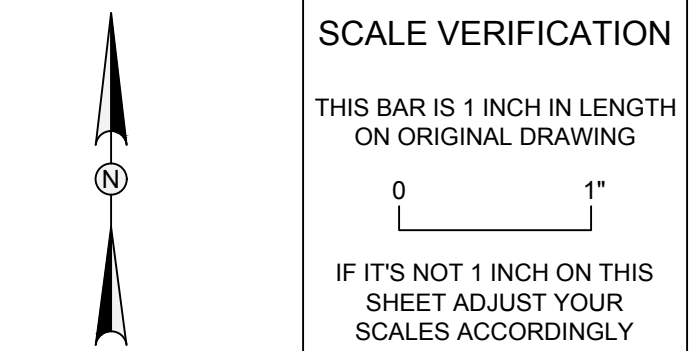 N
SCALE VERIFICATION
THIS BAR IS 1 INCH IN LENGTH
ON ORIGINAL DRAWING
0 1"
IF IT'S NOT 1 INCH ON THIS
SHEET ADJUST YOUR
SCALES ACCORDINGLY